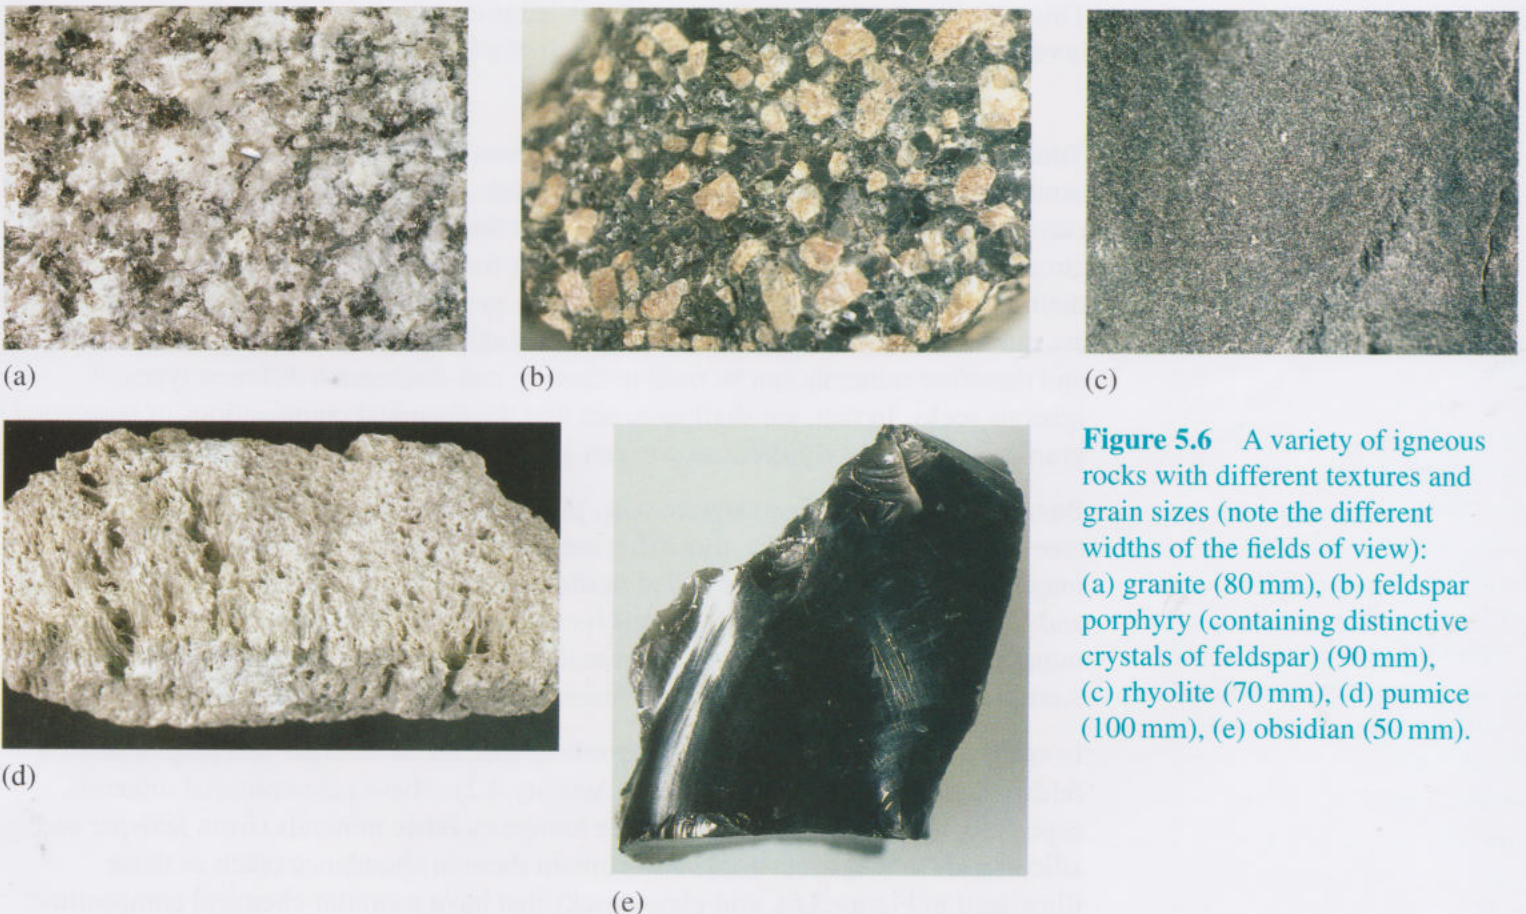 (a)
(b)
(c)
(d)
(e)
Figure 5.6 A variety of igneous
rocks with different textures and
grain sizes (note the different
widths of the fields of view):
(a) granite (80 mm), (b) feldspar
porphyry (containing distinctive
crystals of feldspar) (90 mm),
(c) rhyolite (70 mm), (d) pumice
(100 mm), (e) obsidian (50 mm).